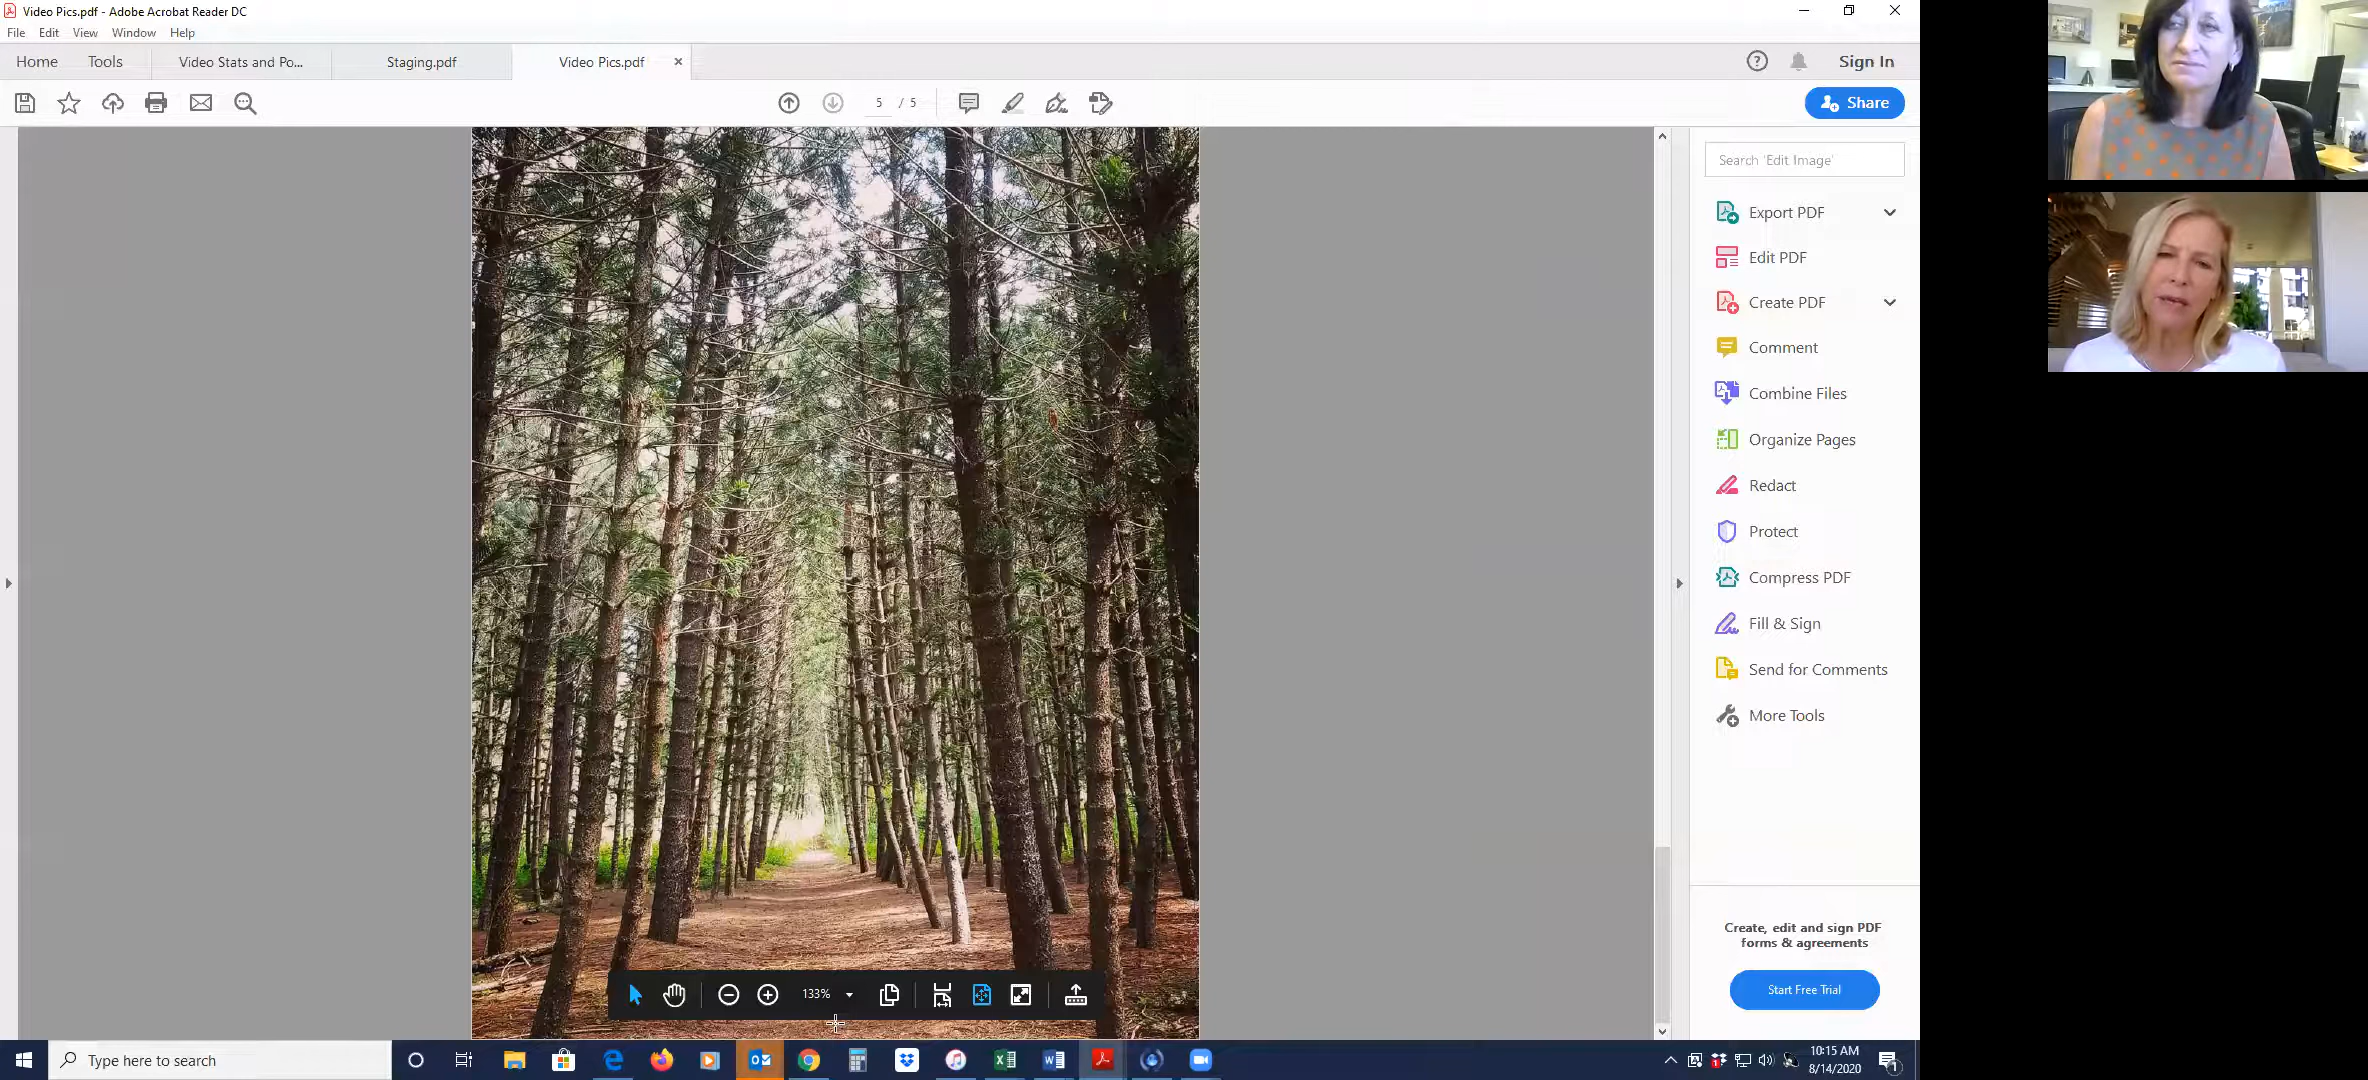 Video Pics.pdf - Adobe Acrobat Reader DC
File Edit View Window Help
Home Tools Video Stats and Po... Staging.pdf Video Pics.pdf × Sign In
5 / 5 Share
Search 'Edit Image'
Export PDF
Edit PDF
Create PDF
Comment
Combine Files
Organize Pages
Redact
Protect
Compress PDF
Fill & Sign
Send for Comments
More Tools
Create, edit and sign PDF
forms & agreements
Start Free Trial
133%
Type here to search
10:15 AM
8/14/2020